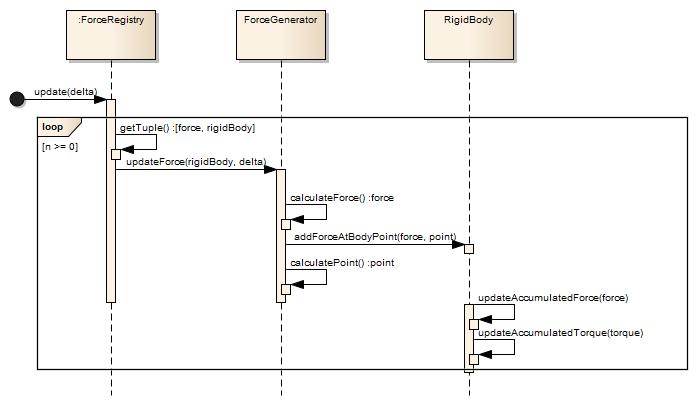 :ForceRegistry
ForceGenerator
RigidBody
update(delta)
loop
[n >= 0]
getTuple() :[force, rigidBody]
updateForce(rigidBody, delta)
calculateForce() :force
addForceAtBodyPoint(force, point)
calculatePoint() :point
updateAccumulatedForce(force)
updateAccumulatedTorque(torque)